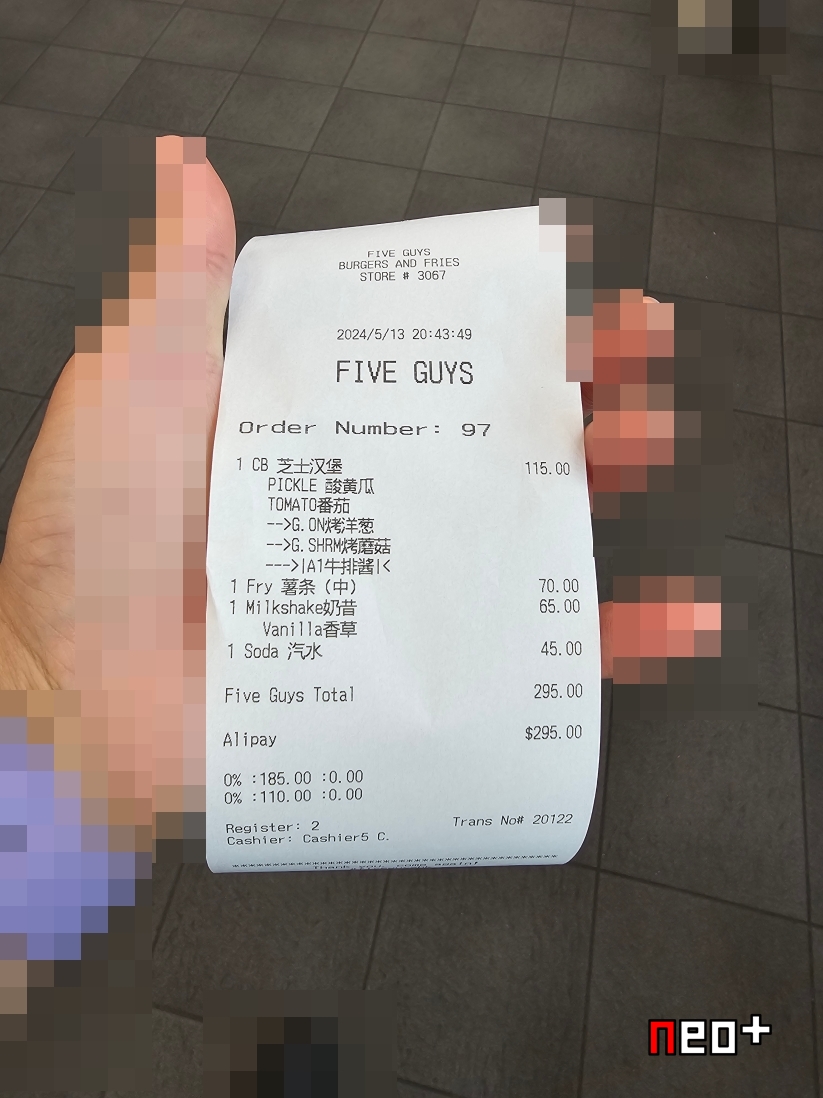 FIVE GUYS
BURGERS AND FRIES
STORE # 3067
2024/5/13 20:43:49
FIVE GUYS
Order Number: 97
1 CB 芝士汉堡 115.00
PICKLE 酸黄瓜
TOMATO番茄
-->G.ON烤洋葱
-->G.SHRM烤蘑菇
--->|A1牛排酱|<
1 Fry 薯条（中） 70.00
1 Milkshake奶昔 65.00
Vanilla香草
1 Soda 汽水 45.00
Five Guys Total 295.00
Alipay $295.00
0% :185.00 :0.00
0% :110.00 :0.00
Register: 2 Trans No# 20122
Cashier: Cashier5 C.
Thank you, come again!
neo+